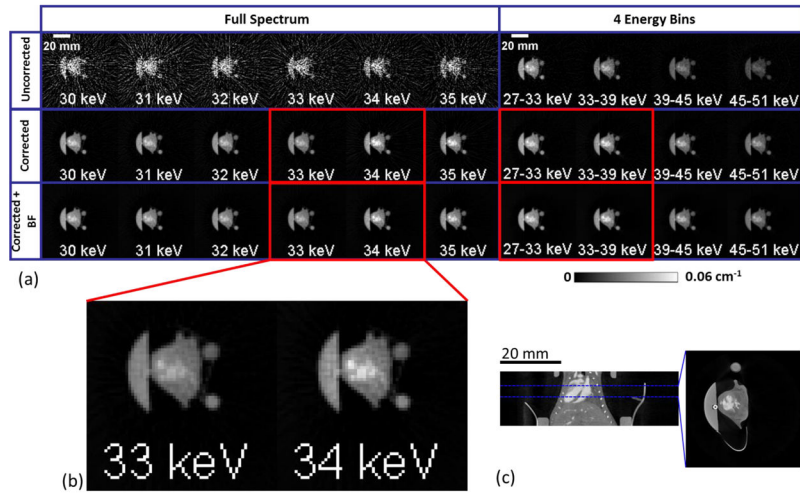 Full Spectrum 4 Energy Bins
Uncorrected
20 mm 20 mm
30 keV 31 keV 32 keV 33 keV 34 keV 35 keV 27-33 keV 33-39 keV 39-45 keV 45-51 keV
Corrected
30 keV 31 keV 32 keV 33 keV 34 keV 35 keV 27-33 keV 33-39 keV 39-45 keV 45-51 keV
Corrected +
BF
30 keV 31 keV 32 keV 33 keV 34 keV 35 keV 27-33 keV 33-39 keV 39-45 keV 45-51 keV
(a)
0 0.06 cm⁻¹
33 keV 34 keV
(b)
20 mm
(c)